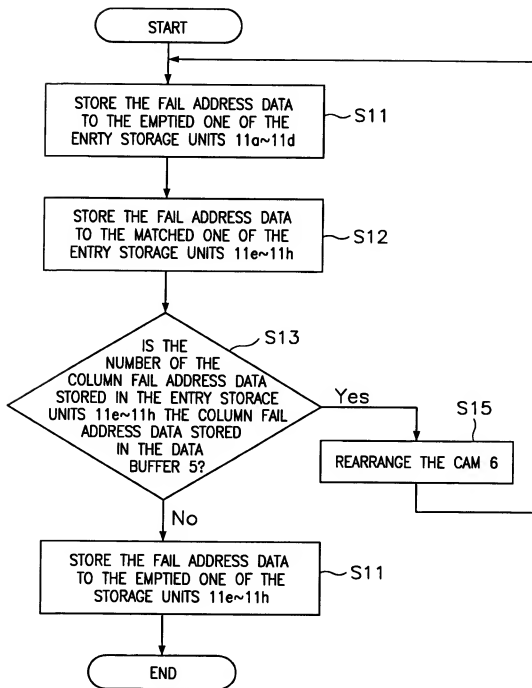 START
STORE THE FAIL ADDRESS DATA
TO THE EMPTIED ONE OF THE
ENRTY STORAGE UNITS 11a~11d
S11
STORE THE FAIL ADDRESS DATA
TO THE MATCHED ONE OF THE
ENTRY STORAGE UNITS 11e~11h
S12
IS THE
NUMBER OF THE
COLUMN FAIL ADDRESS DATA
STORED IN THE ENTRY STORACE
UNITS 11e~11h THE COLUMN FAIL
ADDRESS DATA STORED
IN THE DATA
BUFFER 5?
S13
Yes
S15
REARRANGE THE CAM 6
No
STORE THE FAIL ADDRESS DATA
TO THE EMPTIED ONE OF THE
STORAGE UNITS 11e~11h
S11
END